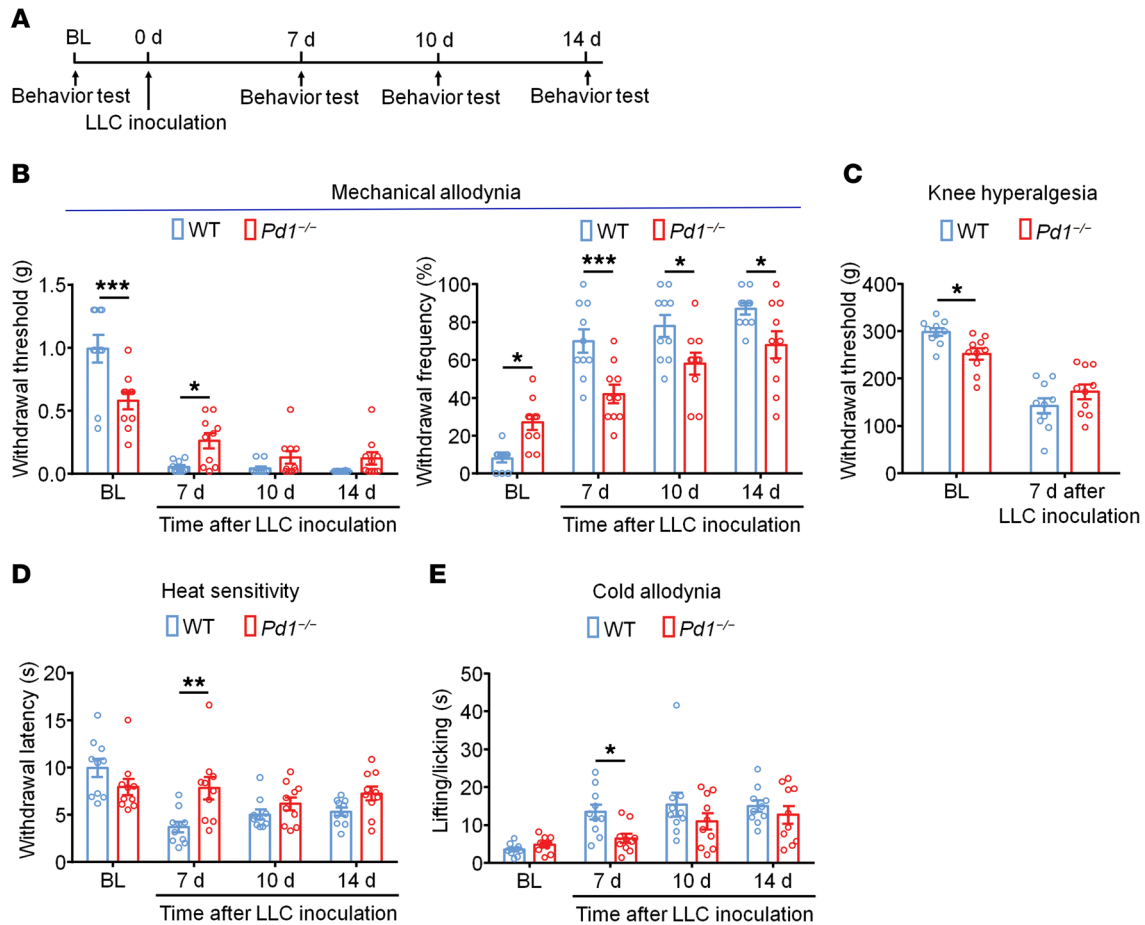 A
BL 0 d 7 d 10 d 14 d
Behavior test Behavior test Behavior test Behavior test
LLC inoculation
B
Mechanical allodynia
WT Pd1−/−
Withdrawal threshold (g)
1.5
1.0
0.5
0.0
***
*
BL 7 d 10 d 14 d
Time after LLC inoculation
WT Pd1−/−
Withdrawal frequency (%)
100
80
60
40
20
0
*
***
*
*
BL 7 d 10 d 14 d
Time after LLC inoculation
C
Knee hyperalgesia
WT Pd1−/−
Withdrawal threshold (g)
400
300
200
100
0
*
BL 7 d after
LLC inoculation
D
Heat sensitivity
WT Pd1−/−
Withdrawal latency (s)
20
15
10
5
0
**
BL 7 d 10 d 14 d
Time after LLC inoculation
E
Cold allodynia
WT Pd1−/−
Lifting/licking (s)
50
40
30
20
10
0
*
BL 7 d 10 d 14 d
Time after LLC inoculation